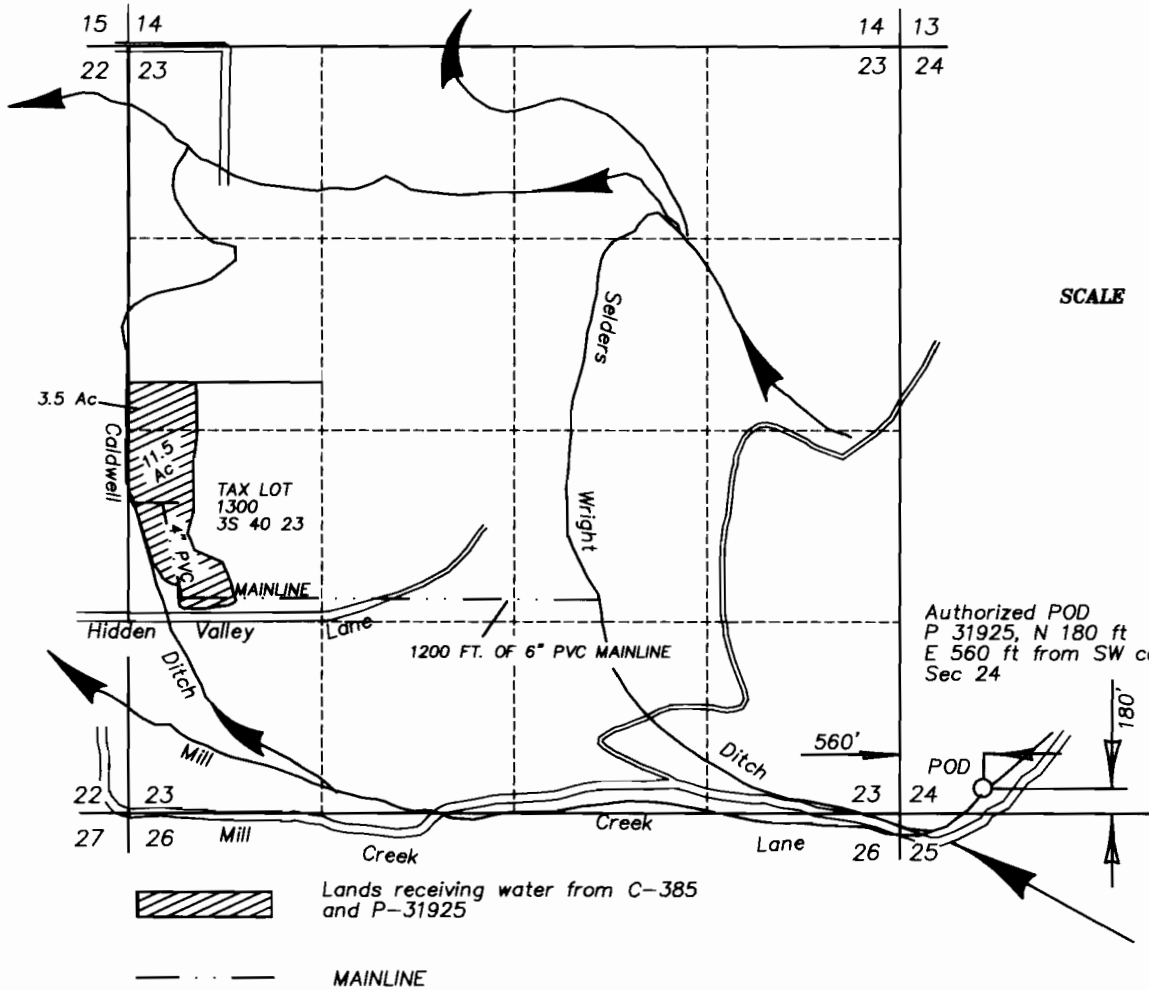 15 14
14 13
22 23
23 24
SCALE
Selders
3.5 Ac
Caldwell
11.5
Ac
TAX LOT
1300
3S 40 23
Wright
4" PVC
MAINLINE
Hidden Valley Lane
1200 FT. OF 6" PVC MAINLINE
Authorized POD
P 31925, N 180 ft
E 560 ft from SW
Sec 24
Ditch
180'
560'
Mill
Ditch
POD
22 23
23 24
27 26
Mill Creek
Creek Lane
26 25
Lands receiving water from C-385
and P-31925
MAINLINE